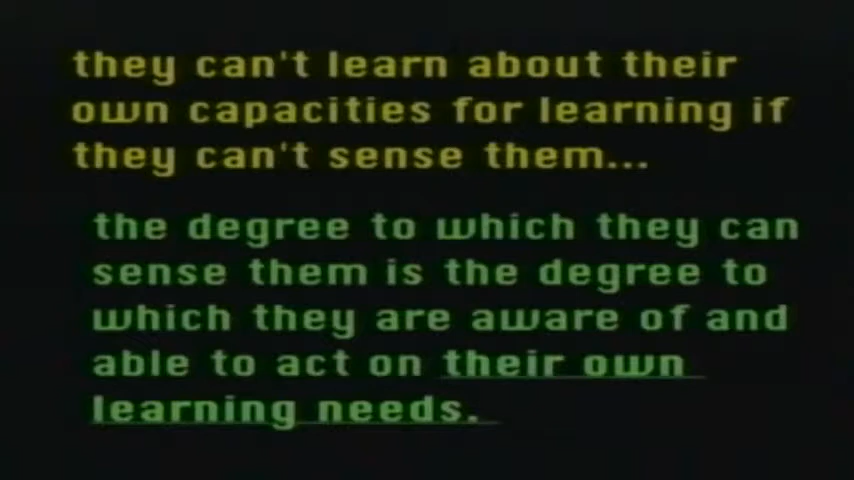 they can't learn about their
own capacities for learning if
they can't sense them...
the degree to which they can
sense them is the degree to
which they are aware of and
able to act on their own
learning needs.